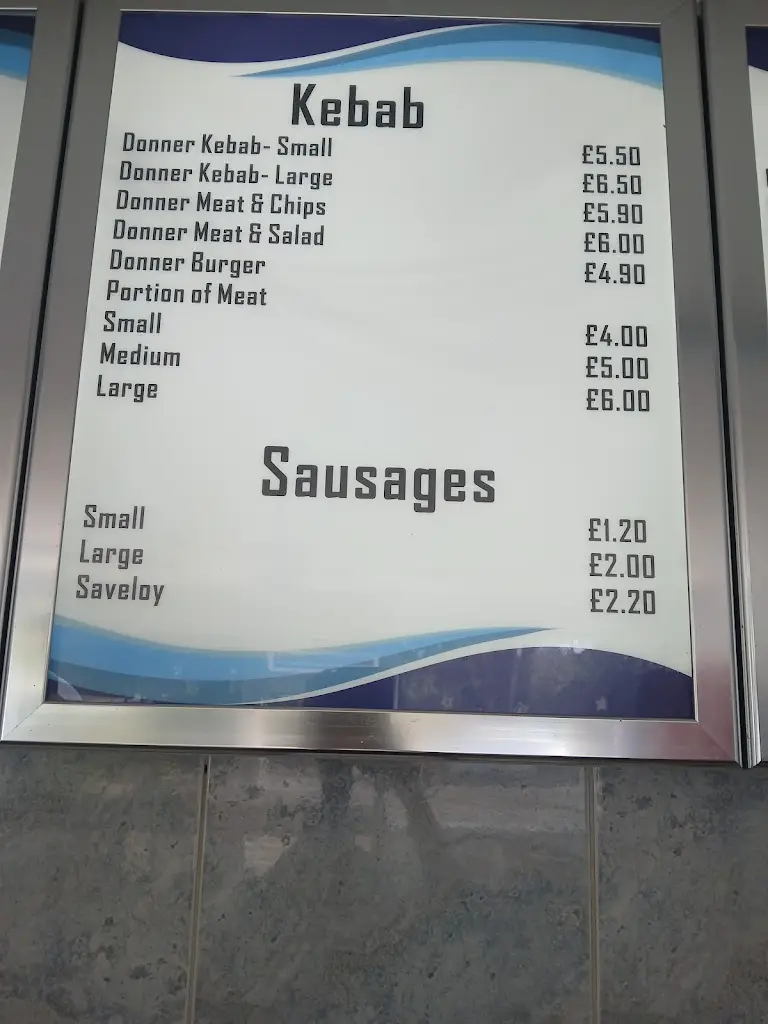 Kebab
Donner Kebab- Small £5.50
Donner Kebab- Large £6.50
Donner Meat & Chips £5.90
Donner Meat & Salad £6.00
Donner Burger £4.90
Portion of Meat
Small £4.00
Medium £5.00
Large £6.00
Sausages
Small £1.20
Large £2.00
Saveloy £2.20